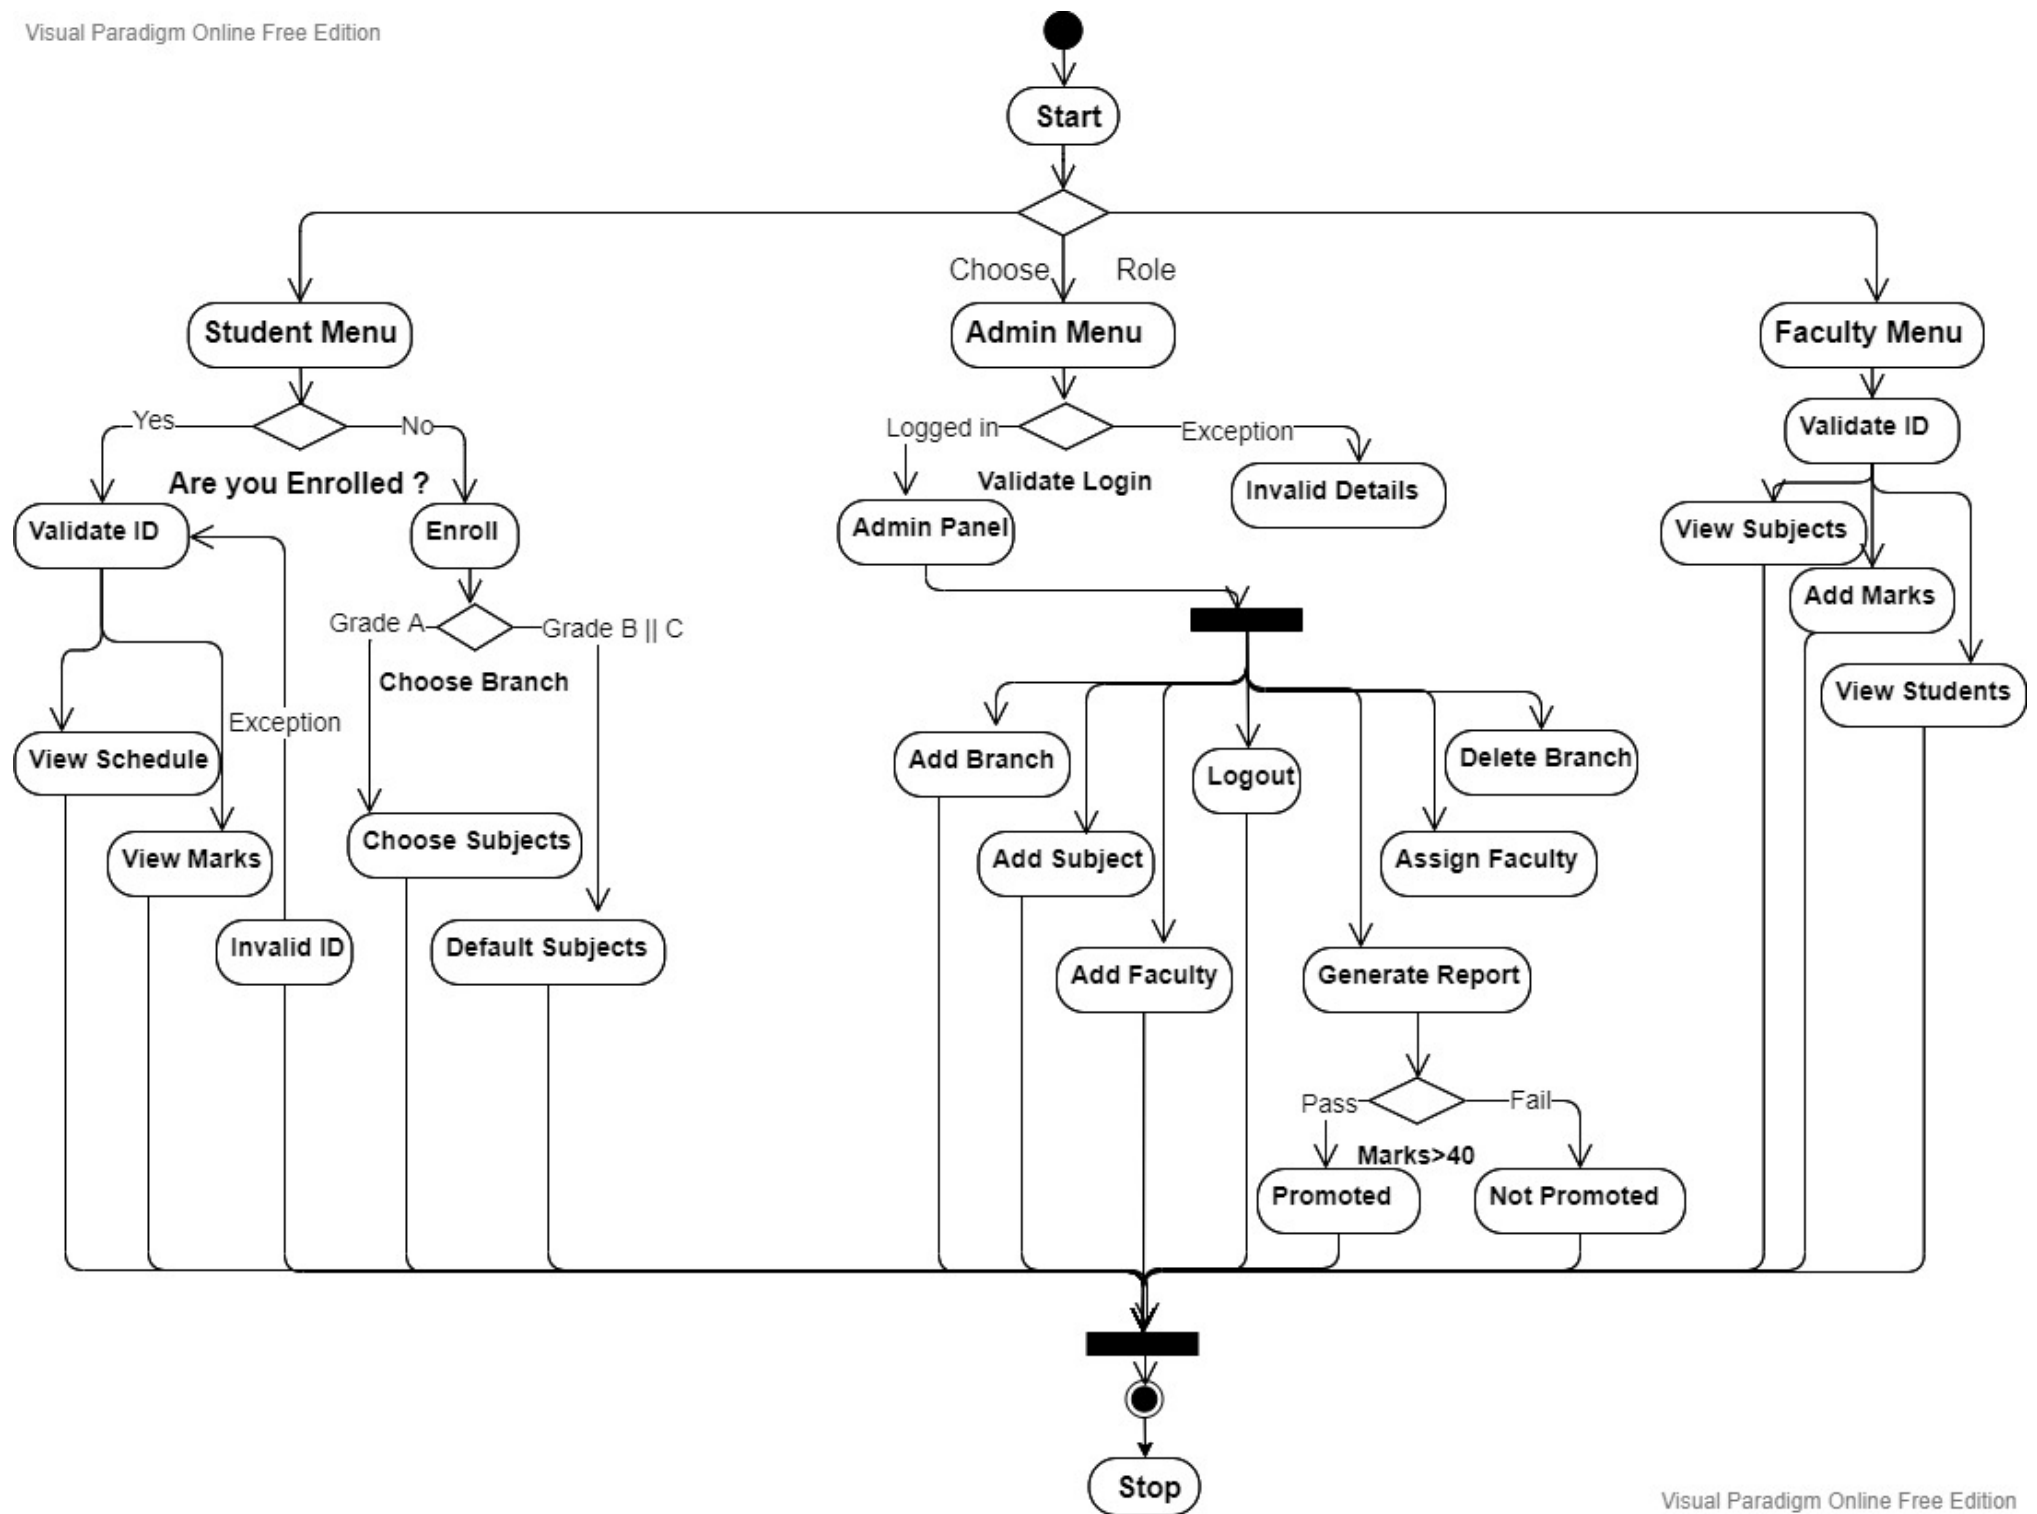 Visual Paradigm Online Free Edition
Start
Choose Role
Student Menu
Admin Menu
Faculty Menu
Yes
No
Logged in
Exception
Validate ID
Are you Enrolled ?
Validate Login
Invalid Details
Validate ID
Enroll
Admin Panel
View Subjects
Add Marks
Grade A
Grade B || C
Choose Branch
View Students
Exception
View Schedule
Add Branch
Logout
Delete Branch
Choose Subjects
View Marks
Add Subject
Assign Faculty
Invalid ID
Default Subjects
Add Faculty
Generate Report
Pass
Fail
Marks>40
Promoted
Not Promoted
Stop
Visual Paradigm Online Free Edition